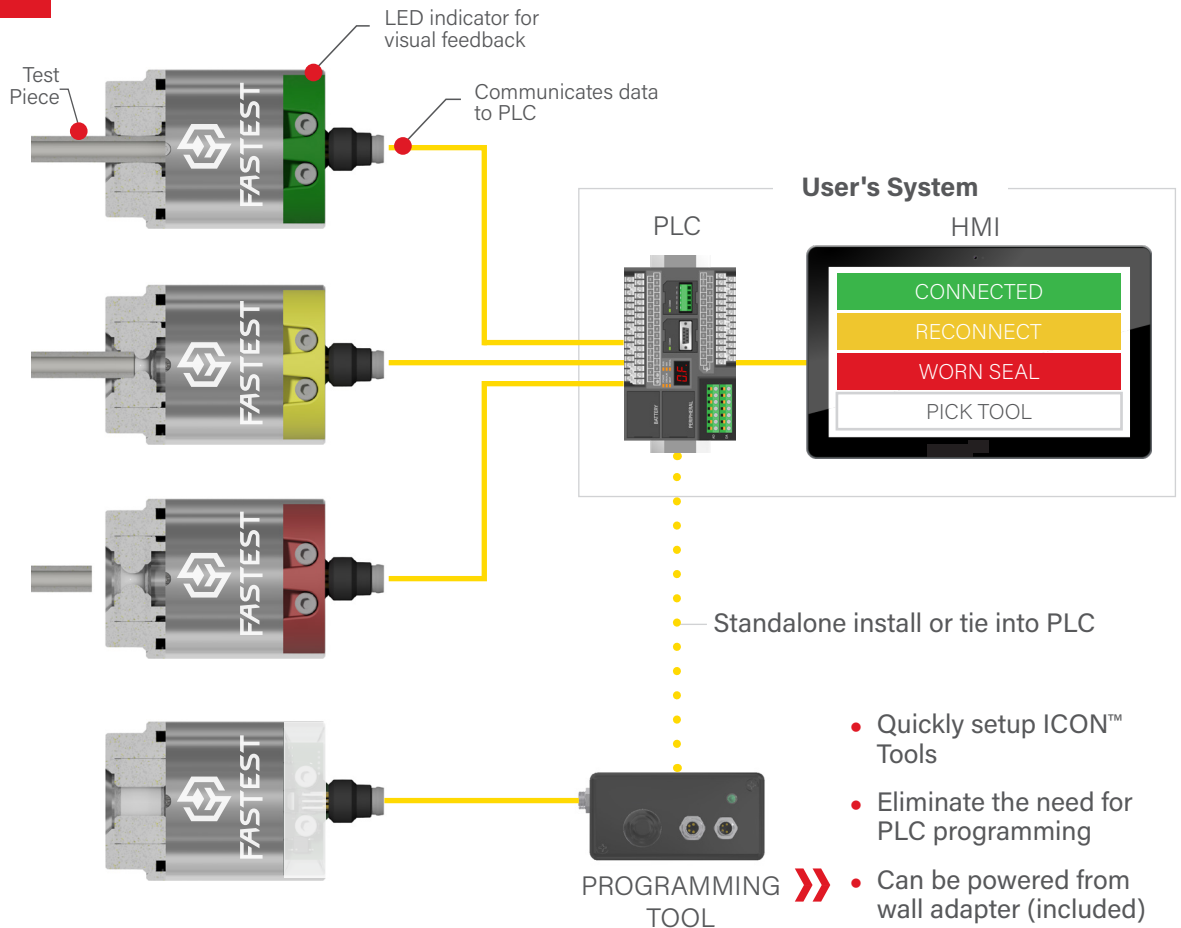 LED indicator for
visual feedback
Test
Piece
Communicates data
to PLC
FASTEST
User's System
PLC
HMI
CONNECTED
RECONNECT
WORN SEAL
PICK TOOL
BATTERY
PERIPHERAL
FASTEST
FASTEST
Standalone install or tie into PLC
FASTEST
PROGRAMMING
TOOL
• Quickly setup ICON™
Tools
• Eliminate the need for
PLC programming
• Can be powered from
wall adapter (included)